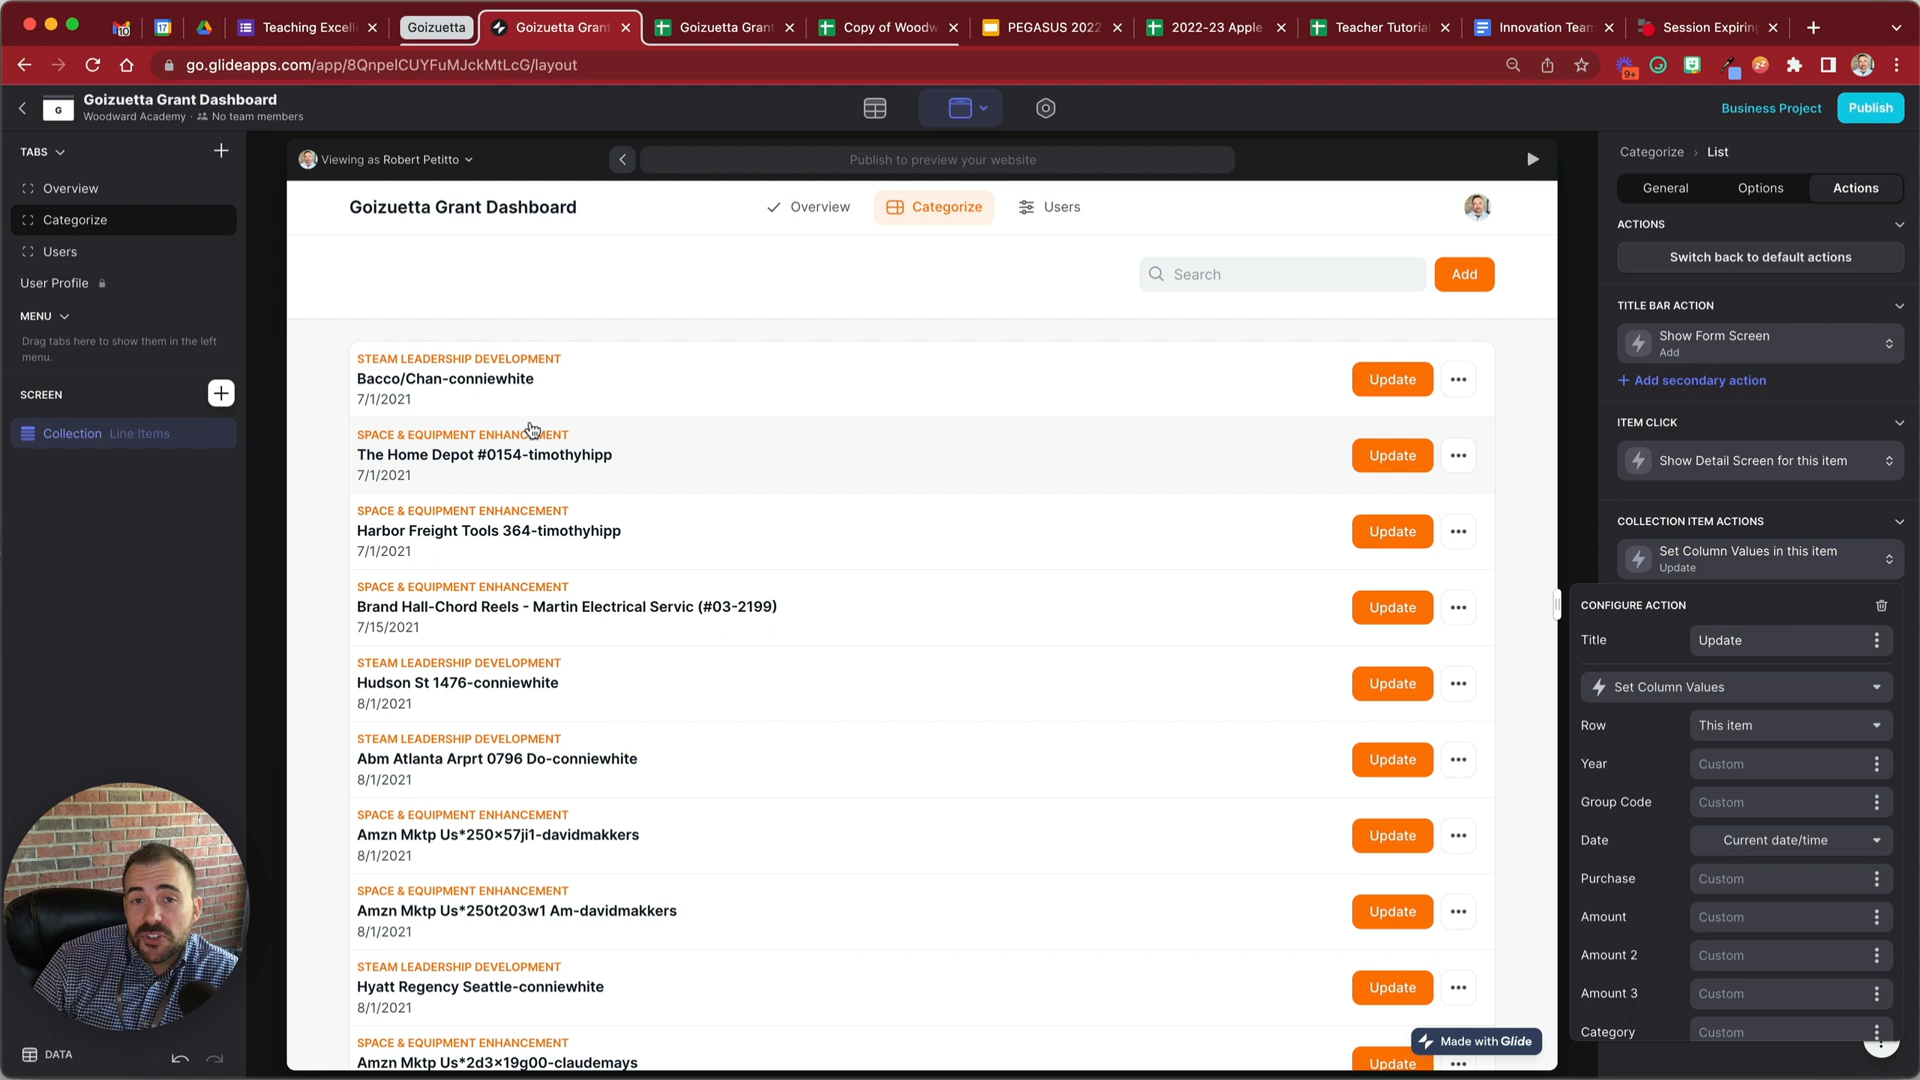 10
17
Teaching Excell
Goizuetta
Goizuetta Grant
Goizuetta Grant
Copy of Woodw
PEGASUS 2022
2022-23 Apple
Teacher Tutorial
Innovation Team
Session Expiring
go.glideapps.com/app/8QnpelCUYFuMJckMtLcG/layout
9+
G
Goizuetta Grant Dashboard
Woodward Academy · No team members
Business Project
Publish
TABS
Overview
Categorize
Users
User Profile
MENU
Drag tabs here to show them in the left
menu.
SCREEN
Collection Line Items
DATA
Viewing as Robert Petitto
Publish to preview your website
Goizuetta Grant Dashboard
Overview
Categorize
Users
Search
Add
STEAM LEADERSHIP DEVELOPMENT
Bacco/Chan-conniewhite
7/1/2021
Update
SPACE & EQUIPMENT ENHANCEMENT
The Home Depot #0154-timothyhipp
7/1/2021
Update
SPACE & EQUIPMENT ENHANCEMENT
Harbor Freight Tools 364-timothyhipp
7/1/2021
Update
SPACE & EQUIPMENT ENHANCEMENT
Brand Hall-Chord Reels - Martin Electrical Servic (#03-2199)
7/15/2021
Update
STEAM LEADERSHIP DEVELOPMENT
Hudson St 1476-conniewhite
8/1/2021
Update
STEAM LEADERSHIP DEVELOPMENT
Abm Atlanta Arprt 0796 Do-conniewhite
8/1/2021
Update
SPACE & EQUIPMENT ENHANCEMENT
Amzn Mktp Us*250x57ji1-davidmakkers
8/1/2021
Update
SPACE & EQUIPMENT ENHANCEMENT
Amzn Mktp Us*250t203w1 Am-davidmakkers
8/1/2021
Update
STEAM LEADERSHIP DEVELOPMENT
Hyatt Regency Seattle-conniewhite
8/1/2021
Update
SPACE & EQUIPMENT ENHANCEMENT
Amzn Mktp Us*2d3x19g00-claudemays
Update
Made with Glide
Categorize > List
General
Options
Actions
ACTIONS
Switch back to default actions
TITLE BAR ACTION
Show Form Screen
Add
+ Add secondary action
ITEM CLICK
Show Detail Screen for this item
COLLECTION ITEM ACTIONS
Set Column Values in this item
Update
CONFIGURE ACTION
Title Update
Set Column Values
Row This item
Year Custom
Group Code Custom
Date Current date/time
Purchase Custom
Amount Custom
Amount 2 Custom
Amount 3 Custom
Category Custom